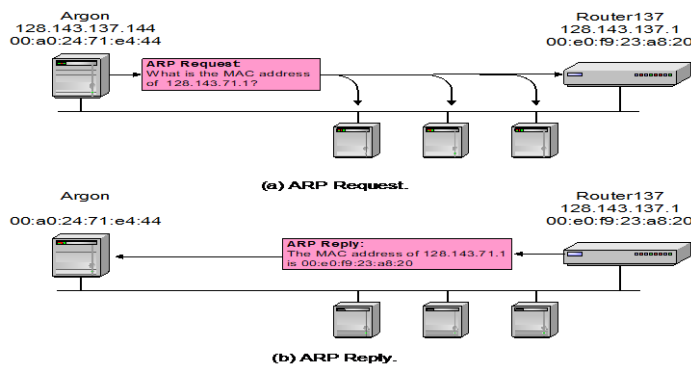 Argon
128.143.137.144
00:a0:24:71:e4:44
Router137
128.143.137.1
00:e0:f9:23:a8:20
ARP Request:
What is the MAC address
of 128.143.71.1?
(a) ARP Request.
Argon
00:a0:24:71:e4:44
Router137
128.143.137.1
00:e0:f9:23:a8:20
ARP Reply:
The MAC address of 128.143.71.1
is 00:e0:f9:23:a8:20
(b) ARP Reply.